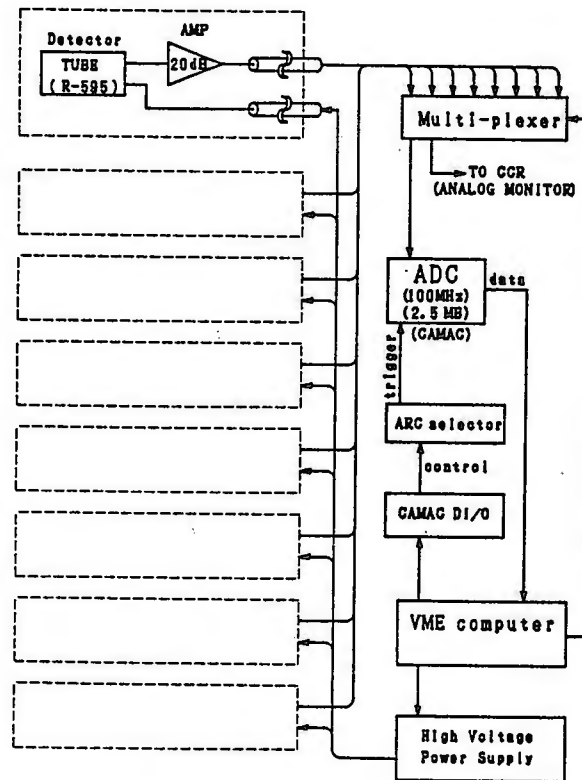 Detector
TUBE
(R-595)
AMP
20dB
Multi-plexer
TO CCR
(ANALOG MONITOR)
ADC
(100MHz)
(2.5 MB)
(CAMAC)
data
trigger
ARC selector
control
CAMAC DI/O
VME computer
High Voltage
Power Supply